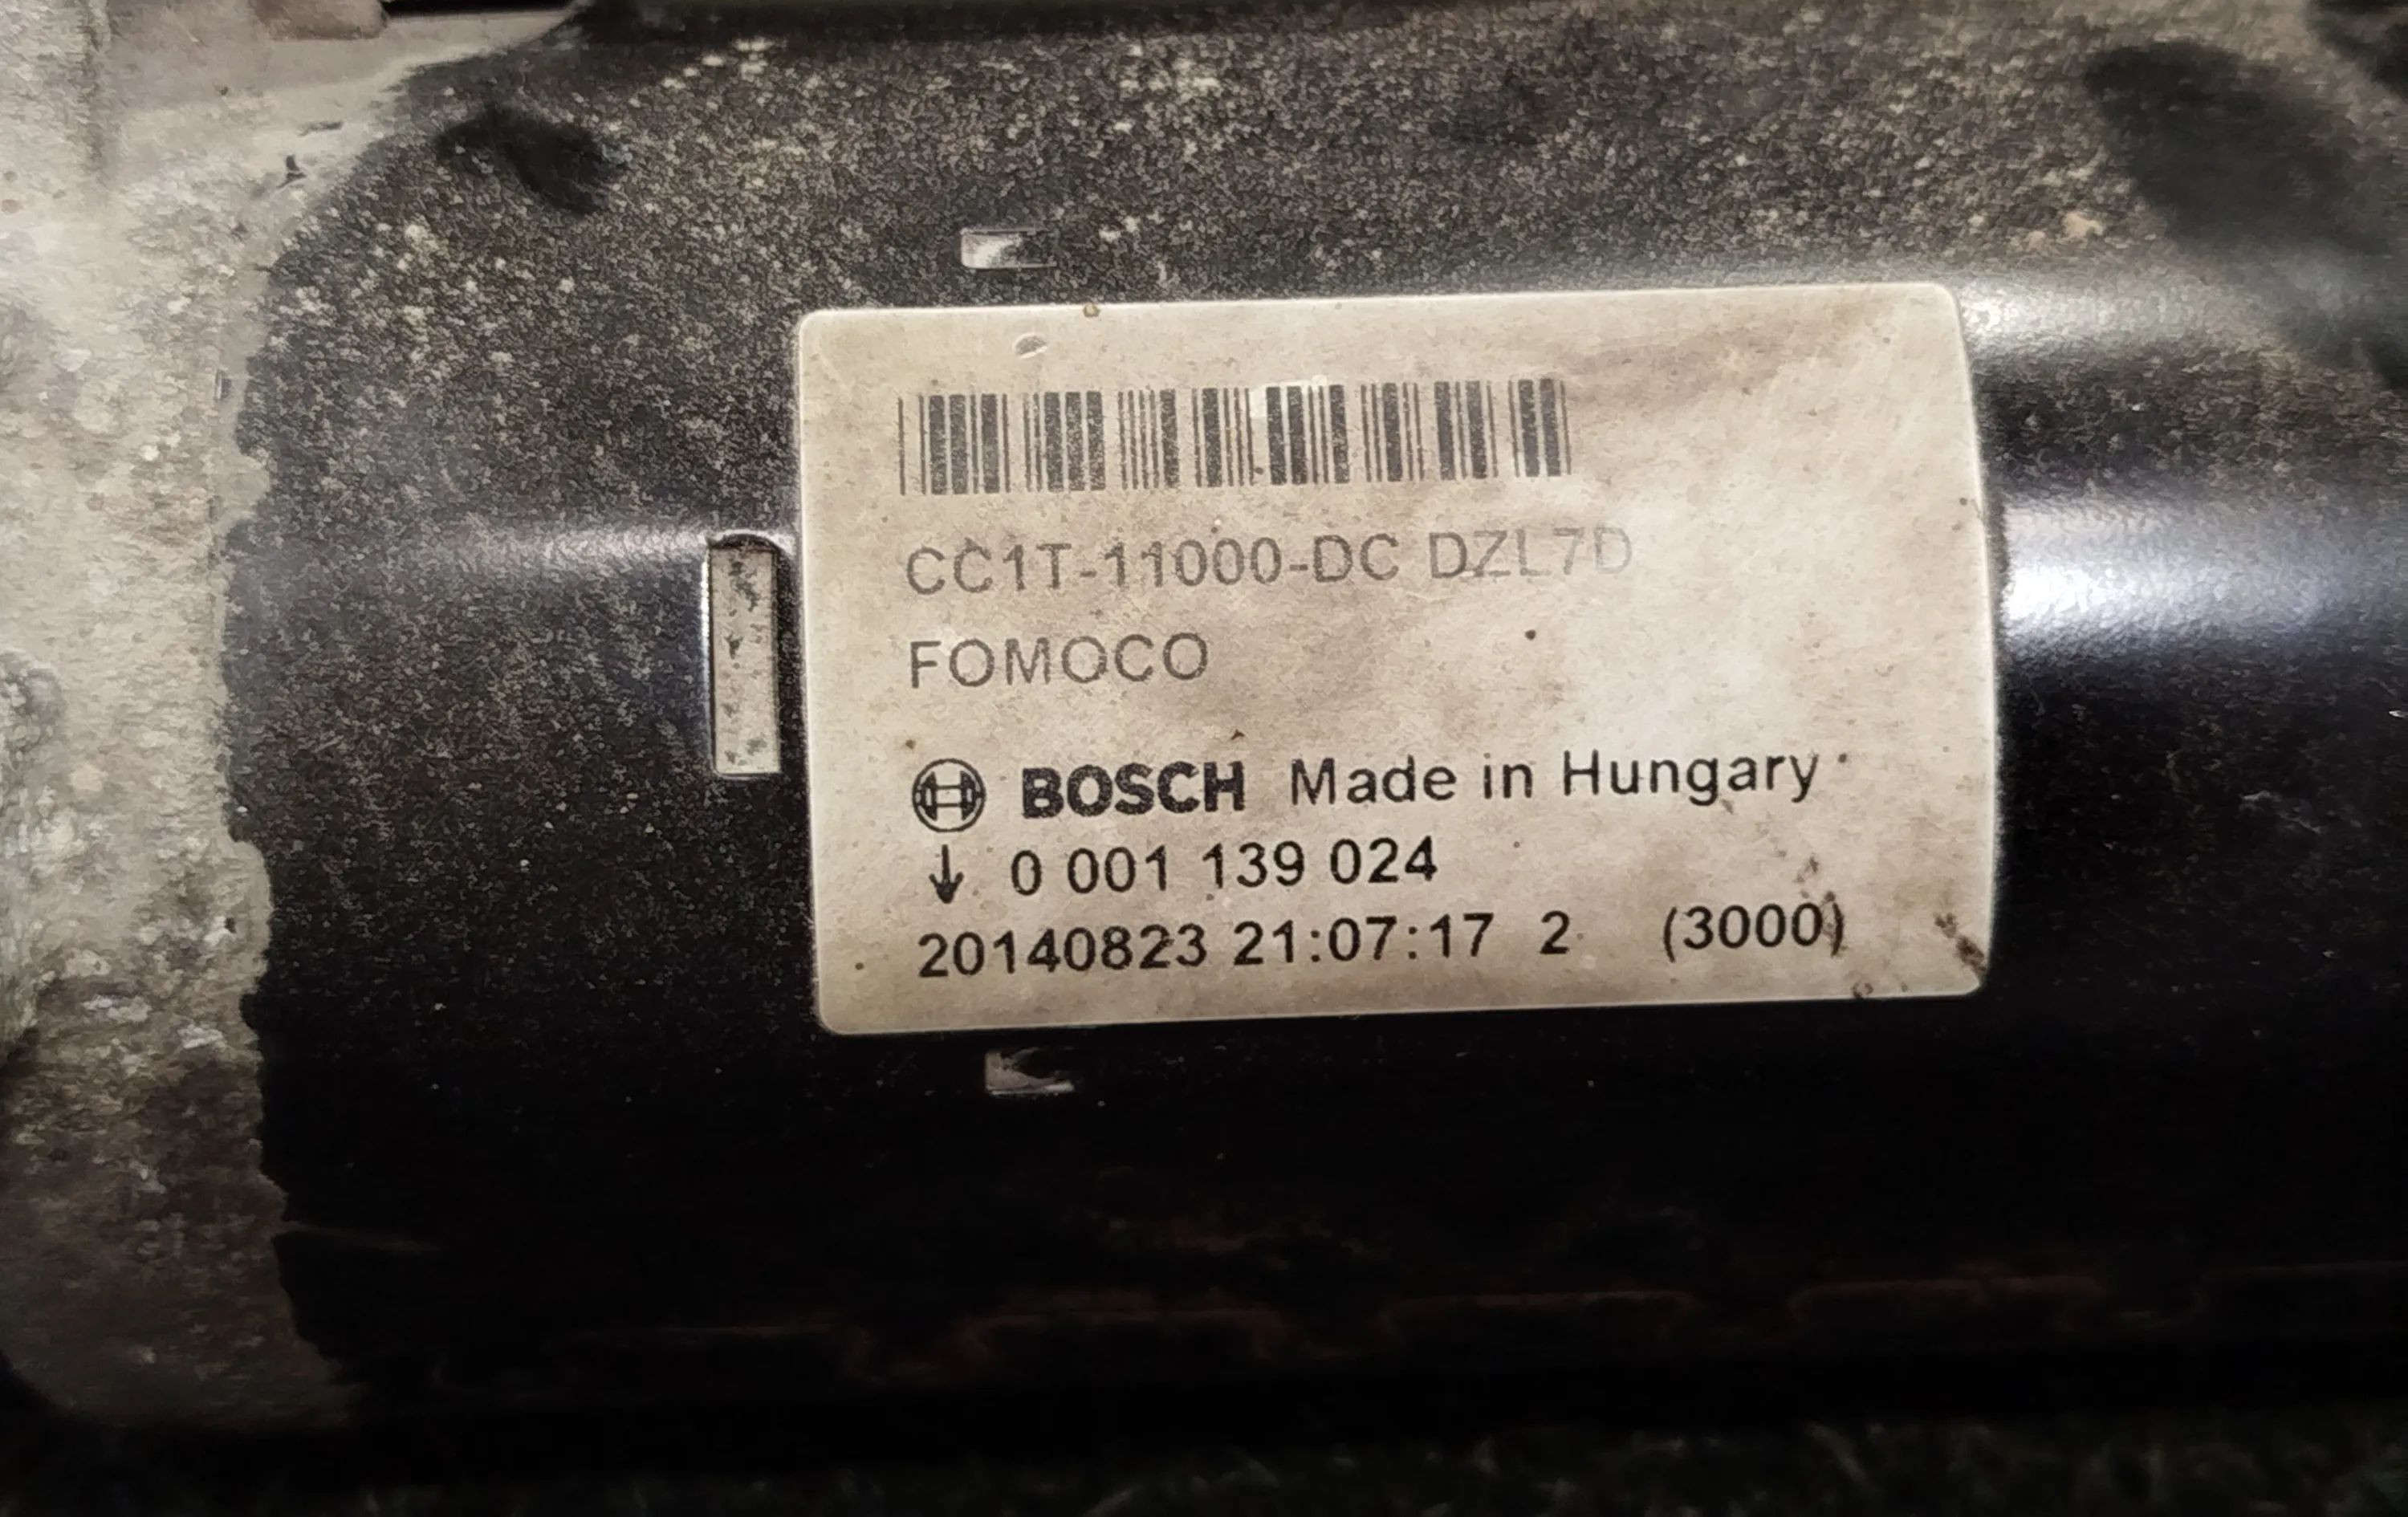 CC1T-11000-DC DZL7D
FOMOCO
BOSCH Made in Hungary
↓ 0 001 139 024
20140823 21:07:17 2 (3000)